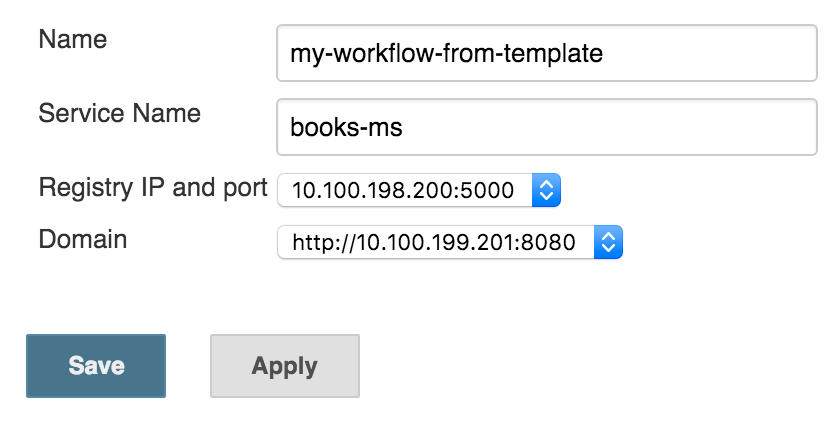 Name my-workflow-from-template
Service Name books-ms
Registry IP and port 10.100.198.200:5000
Domain http://10.100.199.201:8080
Save Apply